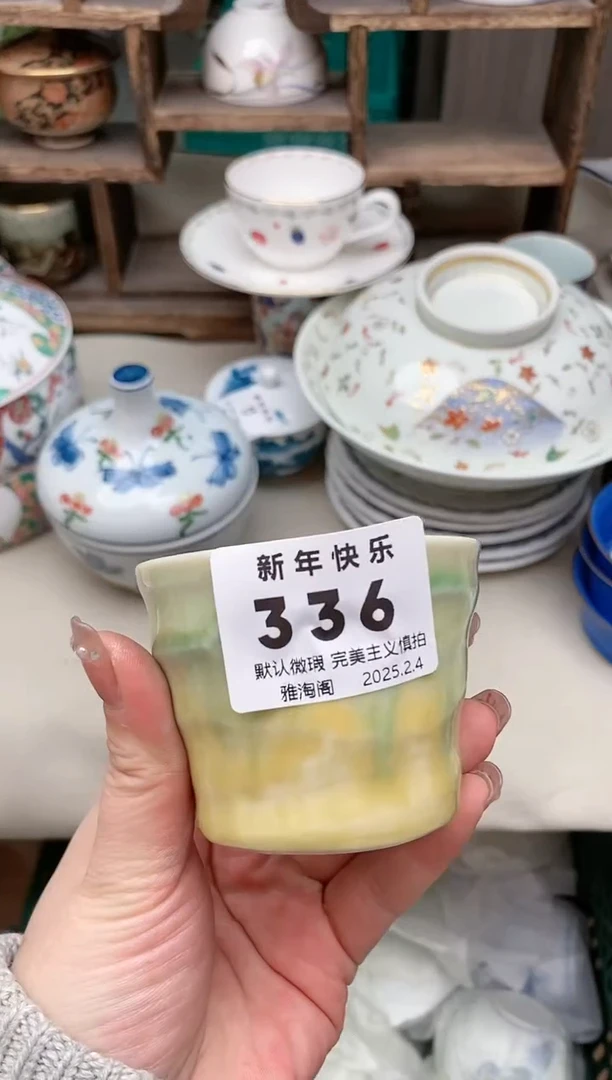 新年快乐
336
默认微瑕 完美主义慎拍
雅淘阁 2025.2.4